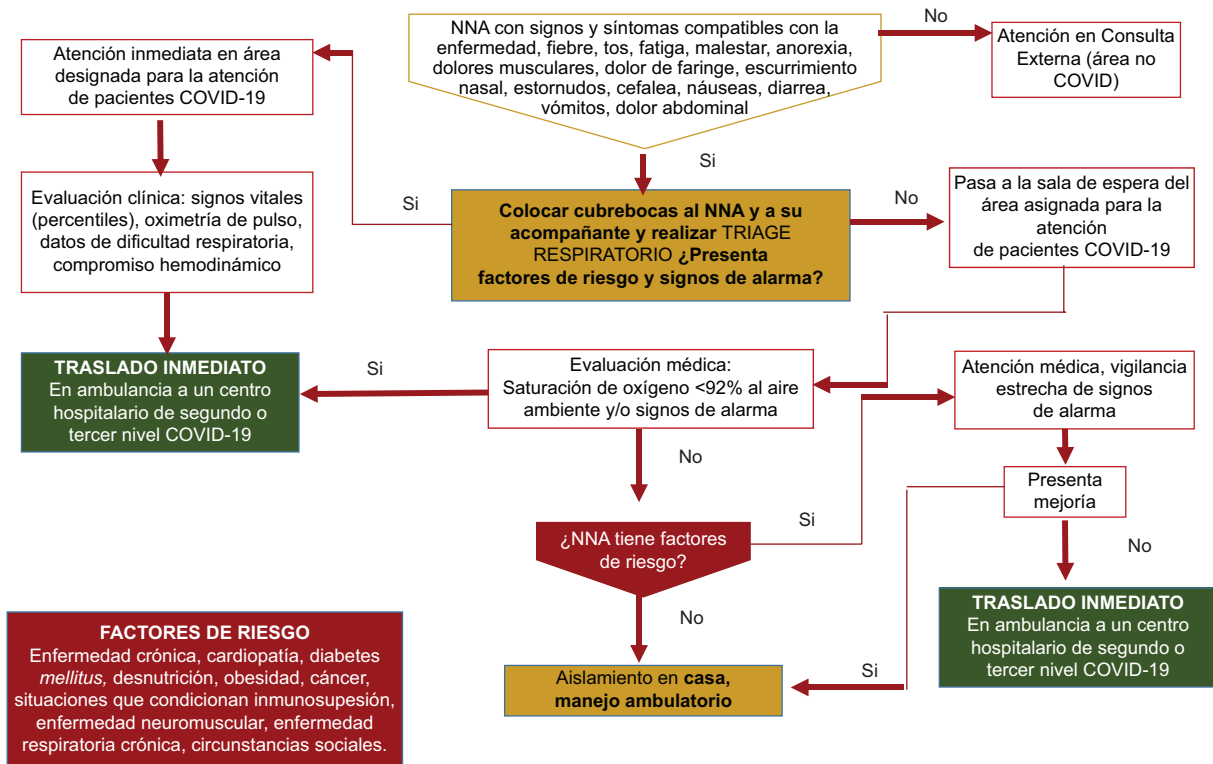 NNA con signos y síntomas compatibles con la
enfermedad, fiebre, tos, fatiga, malestar, anorexia,
dolores musculares, dolor de faringe, escurrimiento
nasal, estornudos, cefalea, náuseas, diarrea,
vómitos, dolor abdominal
No
Atención en Consulta
Externa (área no
COVID)
Atención inmediata en área
designada para la atención
de pacientes COVID-19
Si
Evaluación clínica: signos vitales
(percentiles), oximetría de pulso,
datos de dificultad respiratoria,
compromiso hemodinámico
Si
Colocar cubrebocas al NNA y a su
acompañante y realizar TRIAGE
RESPIRATORIO ¿Presenta
factores de riesgo y signos de alarma?
No
Pasa a la sala de espera del
área asignada para la
atención
de pacientes COVID-19
TRASLADO INMEDIATO
En ambulancia a un centro
hospitalario de segundo o
tercer nivel COVID-19
Si
Evaluación médica:
Saturación de oxígeno <92% al aire
ambiente y/o signos de alarma
Atención médica, vigilancia
estrecha de signos
de alarma
No
Presenta
mejoría
¿NNA tiene factores
de riesgo?
Si
No
No
TRASLADO INMEDIATO
En ambulancia a un centro
hospitalario de segundo o
tercer nivel COVID-19
FACTORES DE RIESGO
Enfermedad crónica, cardiopatía, diabetes
mellitus, desnutrición, obesidad, cáncer,
situaciones que condicionan inmunosupesión,
enfermedad neuromuscular, enfermedad
respiratoria crónica, circunstancias sociales.
Aislamiento en casa,
manejo ambulatorio
Si